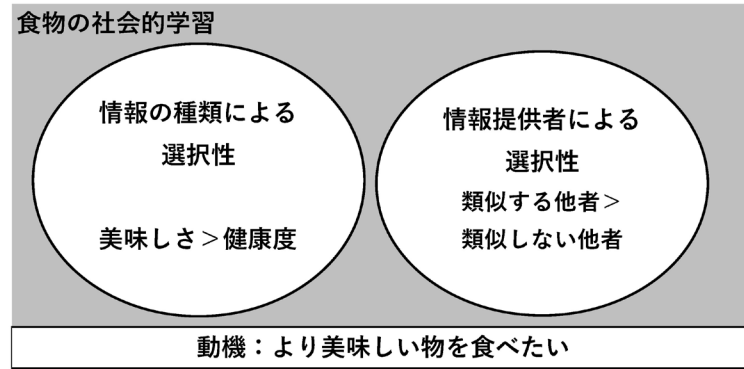 食物の社会的学習
情報の種類による
選択性
美味しさ＞健康度
情報提供者による
選択性
類似する他者＞
類似しない他者
動機：より美味しい物を食べたい